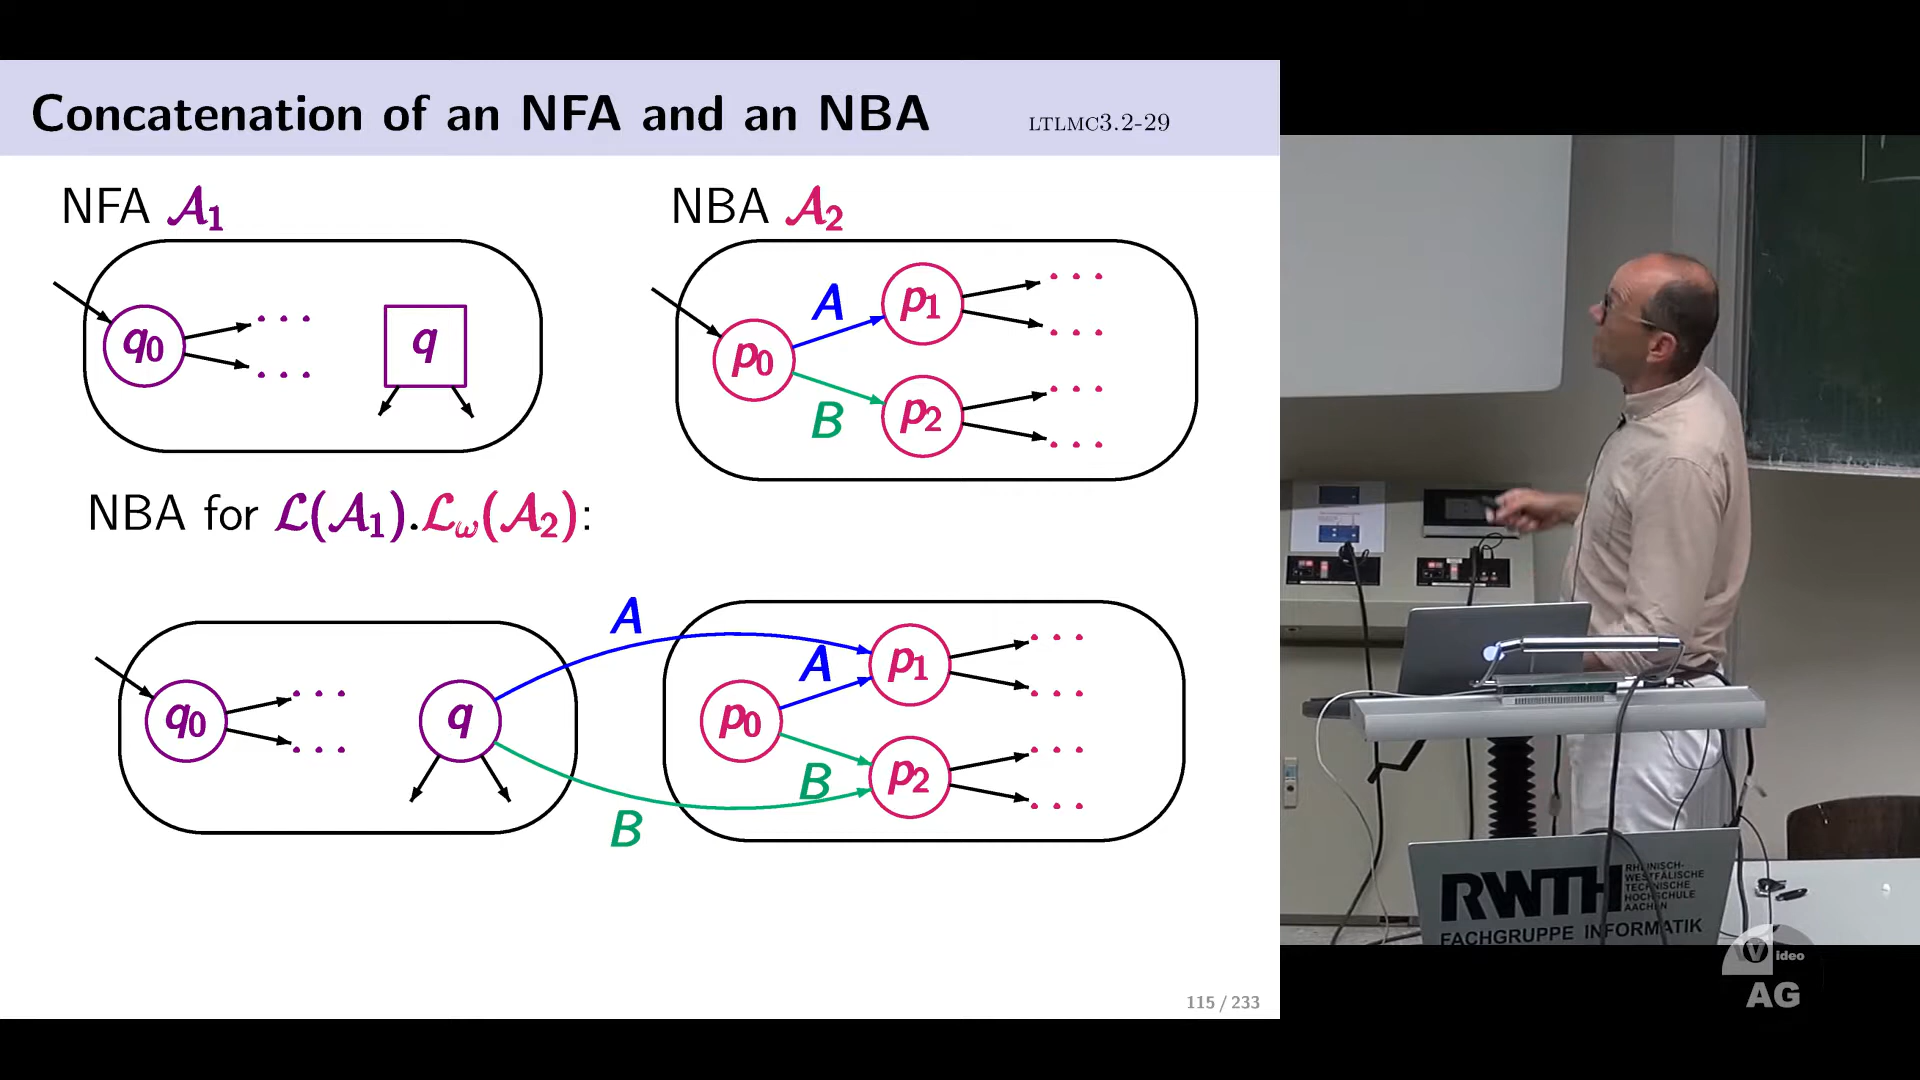 Concatenation of an NFA and an NBA LTLMC3.2-29
NFA 𝓐₁
NBA 𝓐₂
q₀ ... ... q
p₀ A p₁ ... ... B p₂ ... ...
NBA for 𝓛(𝓐₁).𝓛ω(𝓐₂):
q₀ ... ... q
A
B
p₀ A p₁ ... ... B p₂ ... ...
115 / 233
RWTH RHEINISCH-
WESTFÄLISCHE
TECHNISCHE
HOCHSCHULE
AACHEN
FACHGRUPPE INFORMATIK
Video
AG